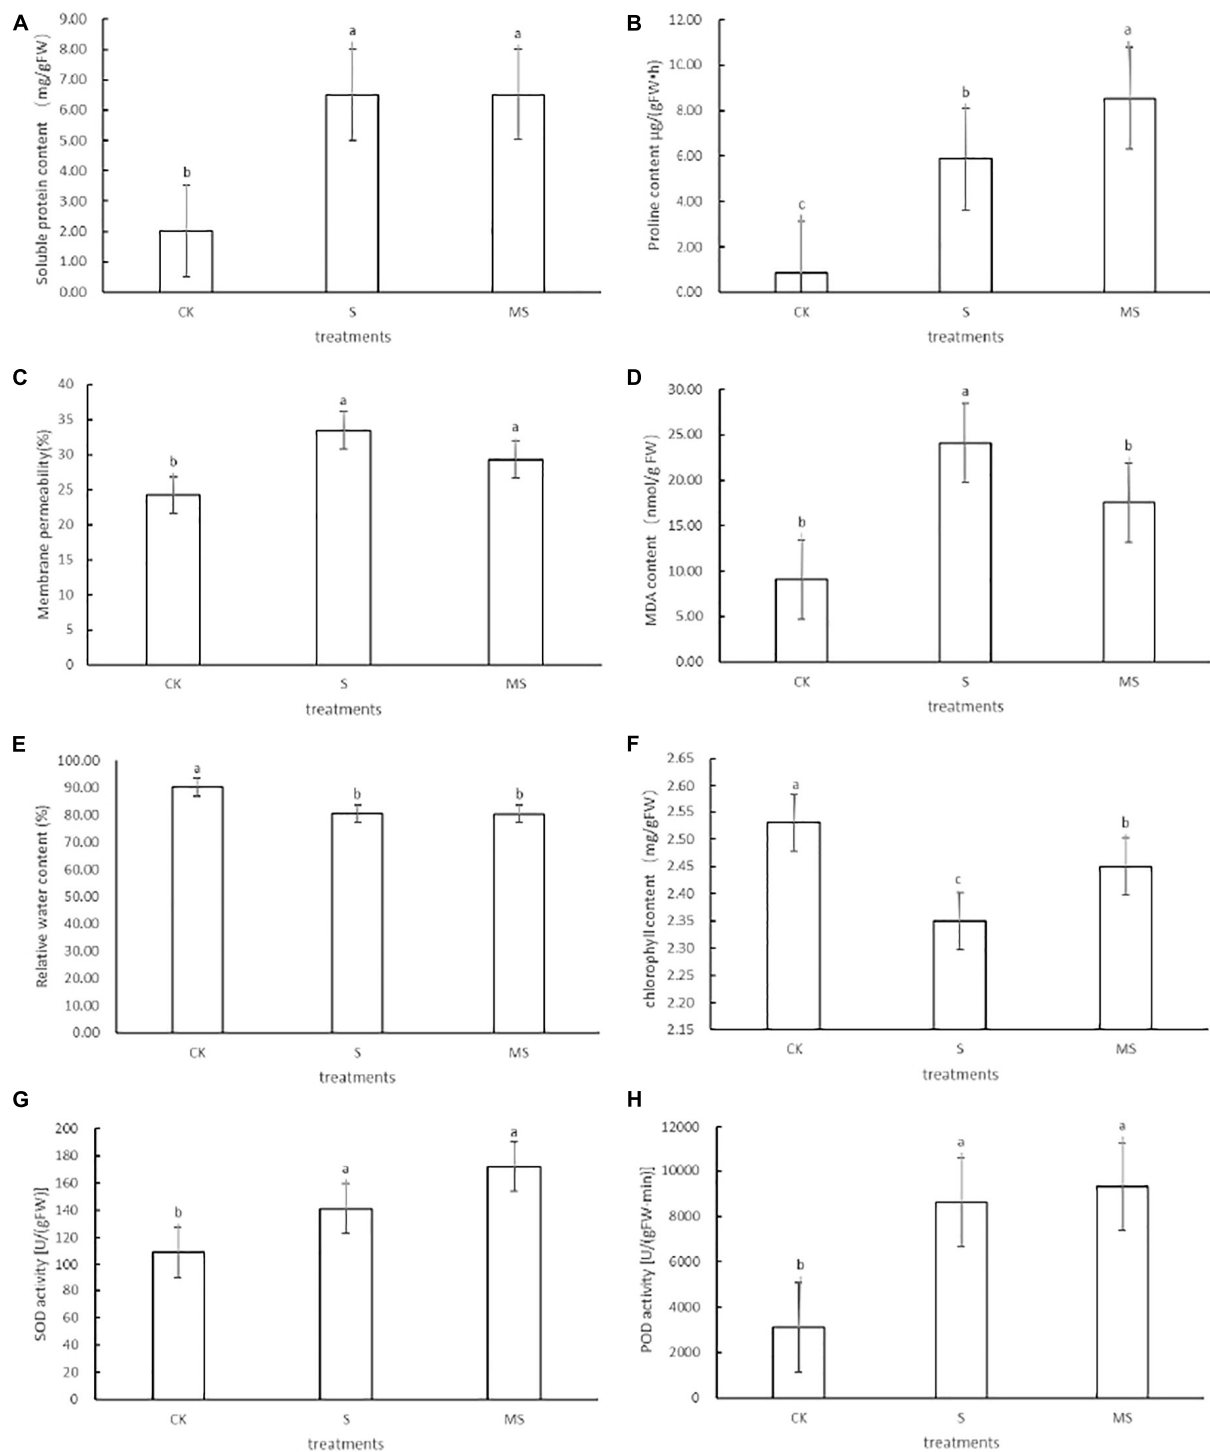 A
Soluble protein content （mg/gFW）
9.00
8.00
7.00
6.00
5.00
4.00
3.00
2.00
1.00
0.00
b
a
a
CK S MS
treatments
B
Proline content μg/(gFW•h)
12.00
10.00
8.00
6.00
4.00
2.00
0.00
c
b
a
CK S MS
treatments
C
Membrane permeability(%)
40
35
30
25
20
15
10
5
0
b
a
a
CK S MS
treatments
D
MDA content （nmol/g FW）
30.00
25.00
20.00
15.00
10.00
5.00
0.00
b
a
b
CK S MS
treatments
E
Relative water content (%)
100.00
90.00
80.00
70.00
60.00
50.00
40.00
30.00
20.00
10.00
0.00
a
b
b
CK S MS
treatments
F
chlorophyll content （mg/gFW）
2.65
2.60
2.55
2.50
2.45
2.40
2.35
2.30
2.25
2.20
2.15
a
c
b
CK S MS
treatments
G
SOD activity [U/(gFW)]
200
180
160
140
120
100
80
60
40
20
0
b
a
a
CK S MS
treatments
H
POD activity [U/(gFW·min)]
12000
10000
8000
6000
4000
2000
0
b
a
a
CK S MS
treatments